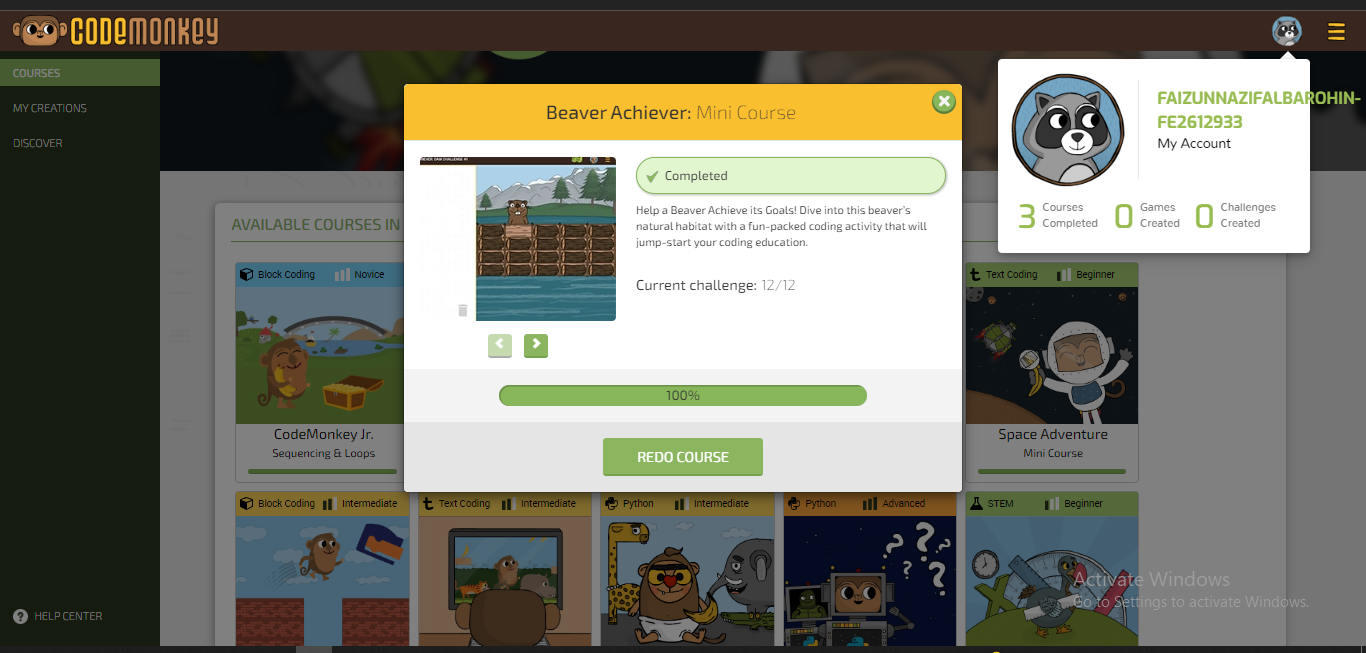 CODEMONKEY
COURSES
MY CREATIONS
DISCOVER
HELP CENTER
FAIZUNNAZIFALBAROHIN-
FE2612933
My Account
3 Courses Completed
0 Games Created
0 Challenges Created
Beaver Achiever: Mini Course
Completed
Help a Beaver Achieve its Goals! Dive into this beaver's
natural habitat with a fun-packed coding activity that will
jump-start your coding education.
Current challenge: 12/12
100%
REDO COURSE
AVAILABLE COURSES IN
Block Coding Novice
CodeMonkey Jr.
Sequencing & Loops
Text Coding Beginner
Space Adventure
Mini Course
Block Coding Intermediate
Text Coding Intermediate
Python Intermediate
Python Advanced
STEM Beginner
Activate Windows
Go to Settings to activate Windows.